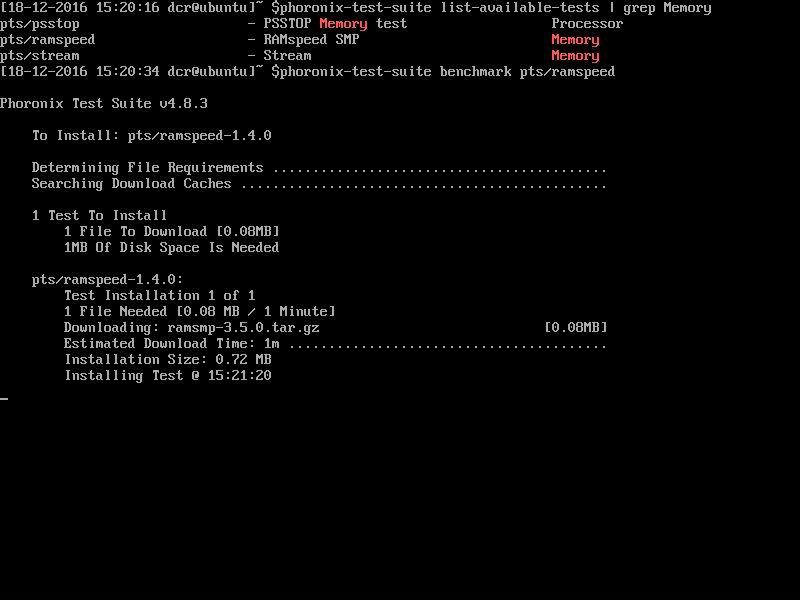 [18-12-2016 15:20:16 dcr@ubuntu]~ $phoronix-test-suite list-available-tests | grep Memory
pts/psstop                     - PSSTOP Memory test                  Processor
pts/ramspeed                   - RAMspeed SMP                        Memory
pts/stream                     - Stream                              Memory
[18-12-2016 15:20:34 dcr@ubuntu]~ $phoronix-test-suite benchmark pts/ramspeed

Phoronix Test Suite v4.8.3

    To Install: pts/ramspeed-1.4.0

    Determining File Requirements ..........................................
    Searching Download Caches ..............................................

    1 Test To Install
        1 File To Download [0.08MB]
        1MB Of Disk Space Is Needed

    pts/ramspeed-1.4.0:
        Test Installation 1 of 1
        1 File Needed [0.08 MB / 1 Minute]
        Downloading: ramsmp-3.5.0.tar.gz                            [0.08MB]
        Estimated Download Time: 1m ........................................
        Installation Size: 0.72 MB
        Installing Test @ 15:21:20